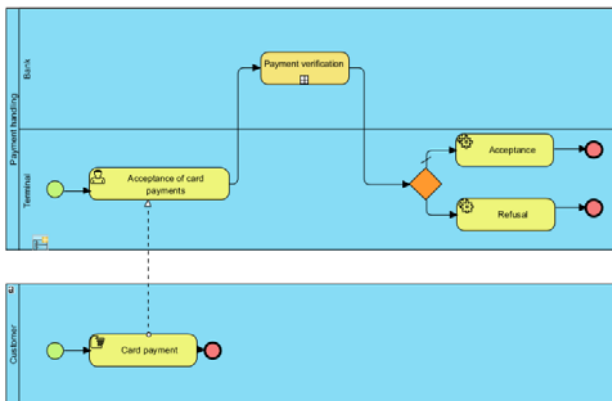 Payment handling
Bank
Payment verification
Terminal
Acceptance of card
payments
Acceptance
Refusal
Customer
Card payment